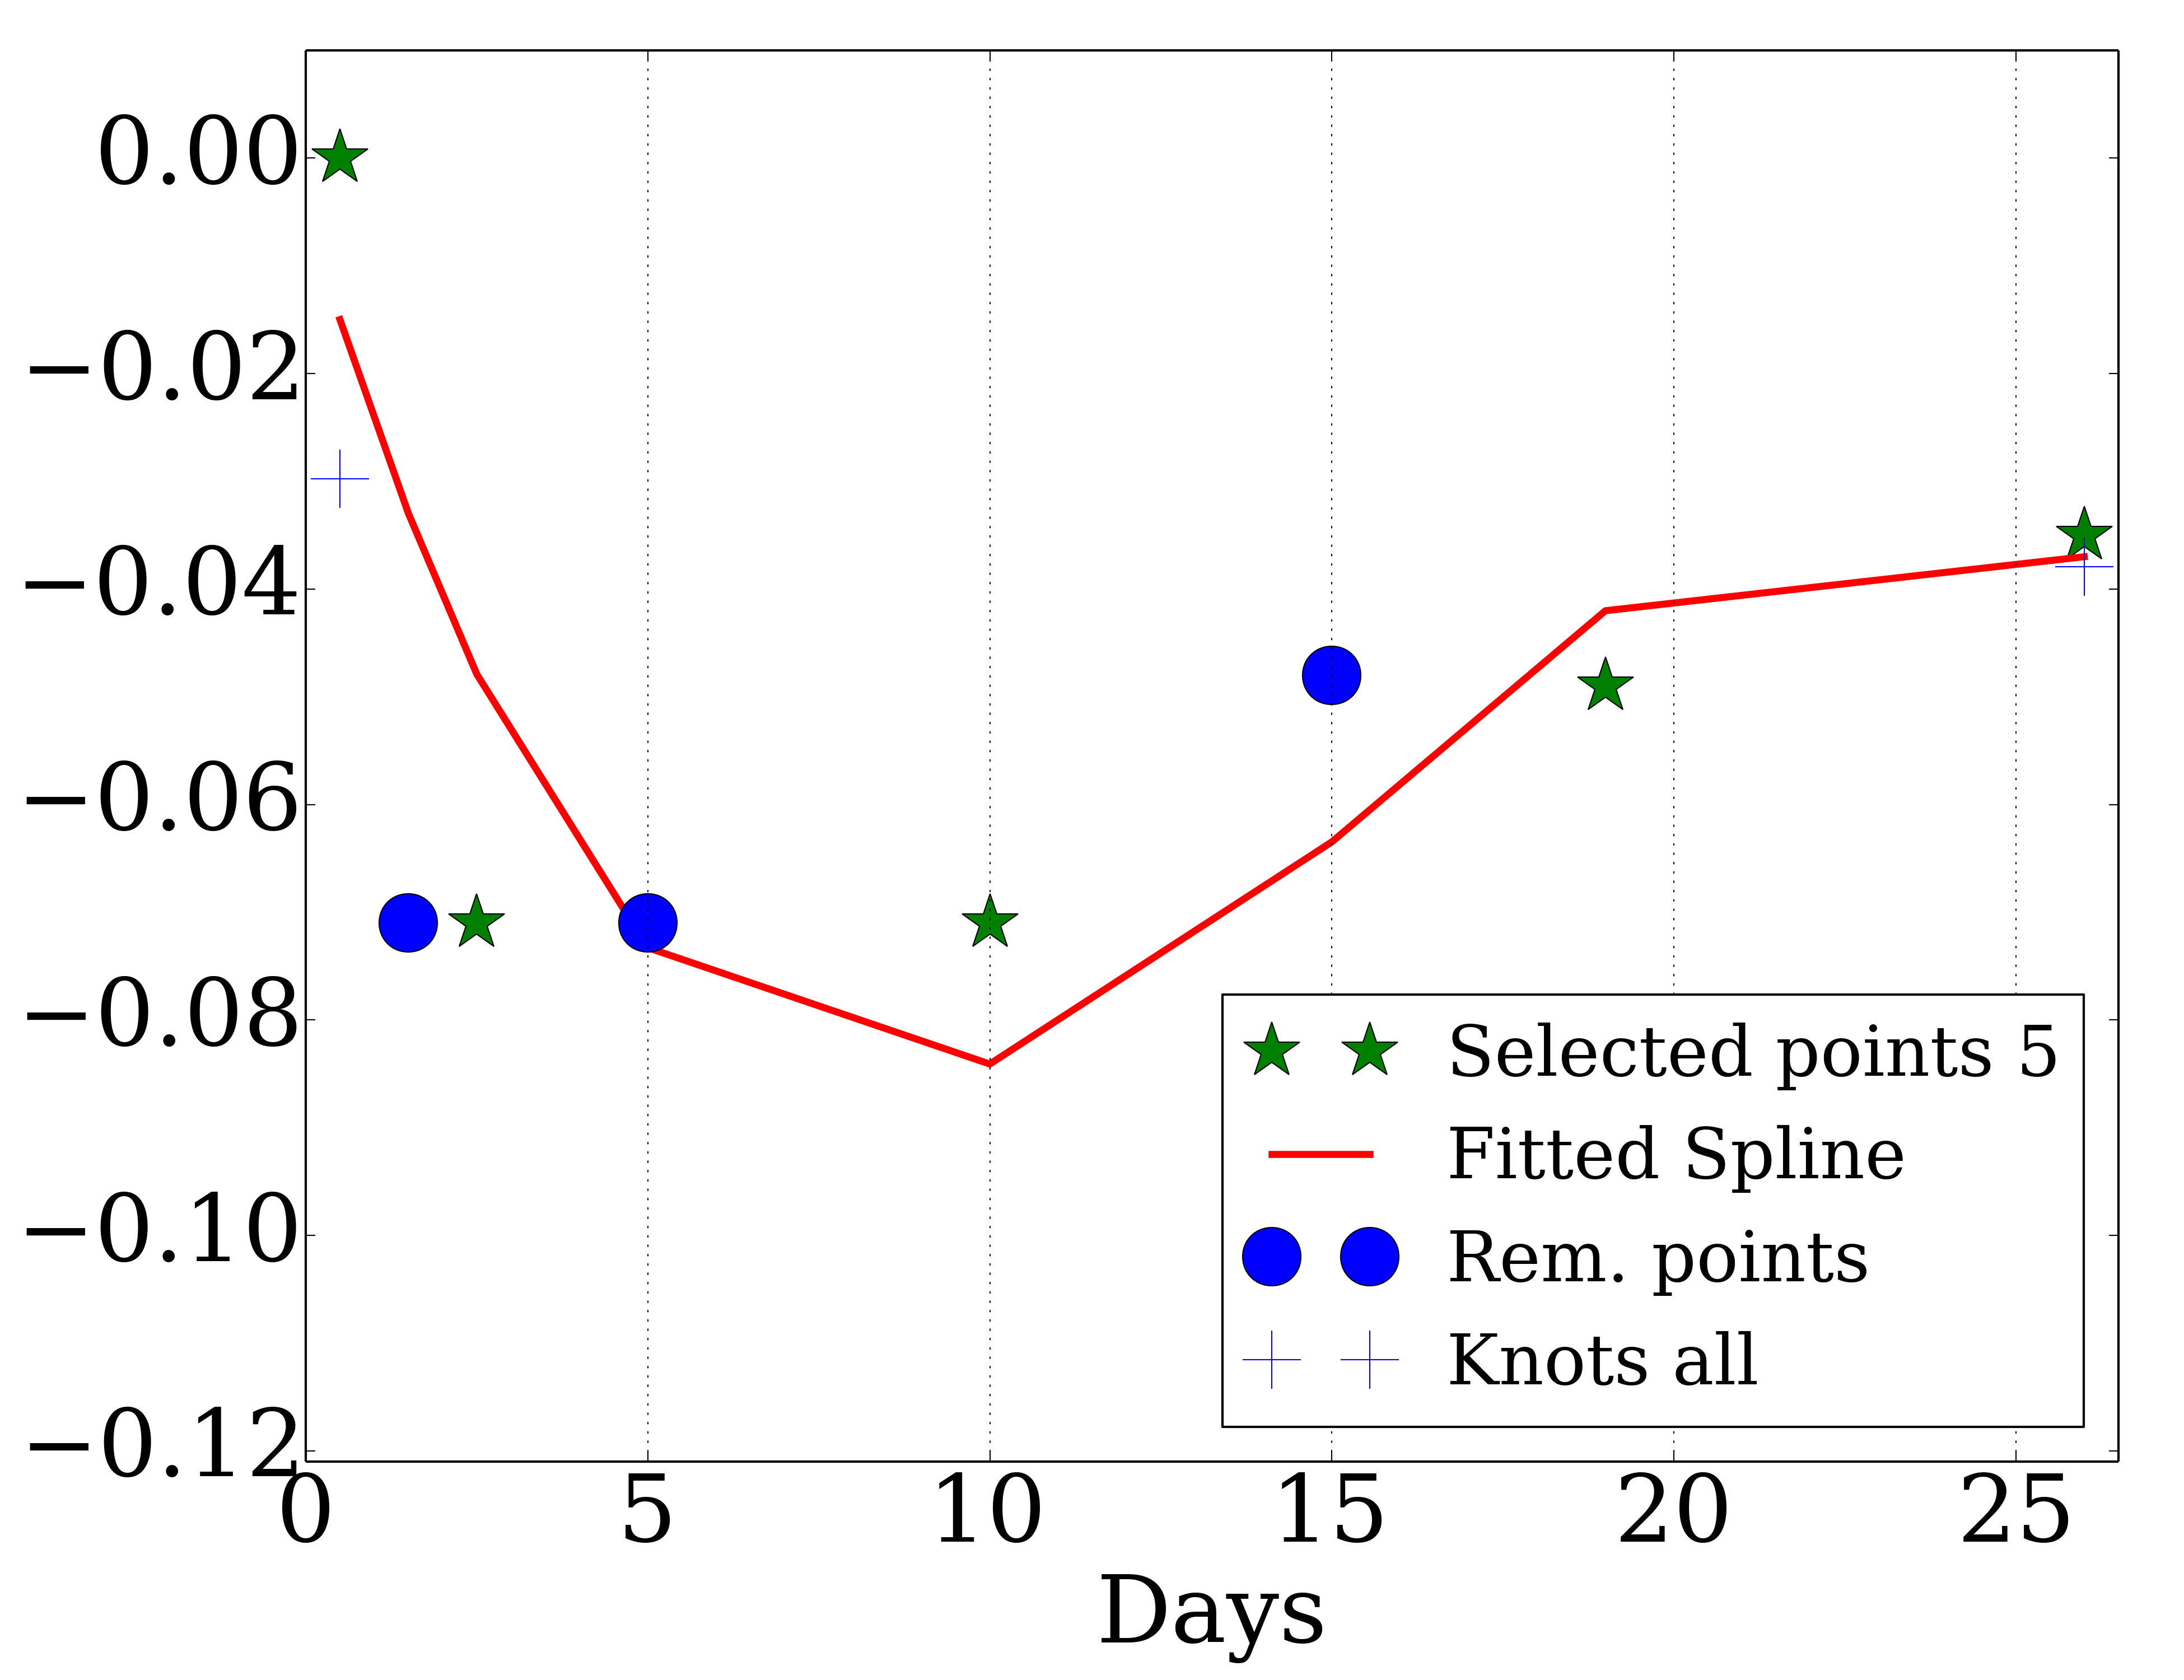 0.00
−0.02
−0.04
−0.06
−0.08
−0.10
−0.12
0 5 10 15 20 25
Days
Selected points 5
Fitted Spline
Rem. points
Knots all